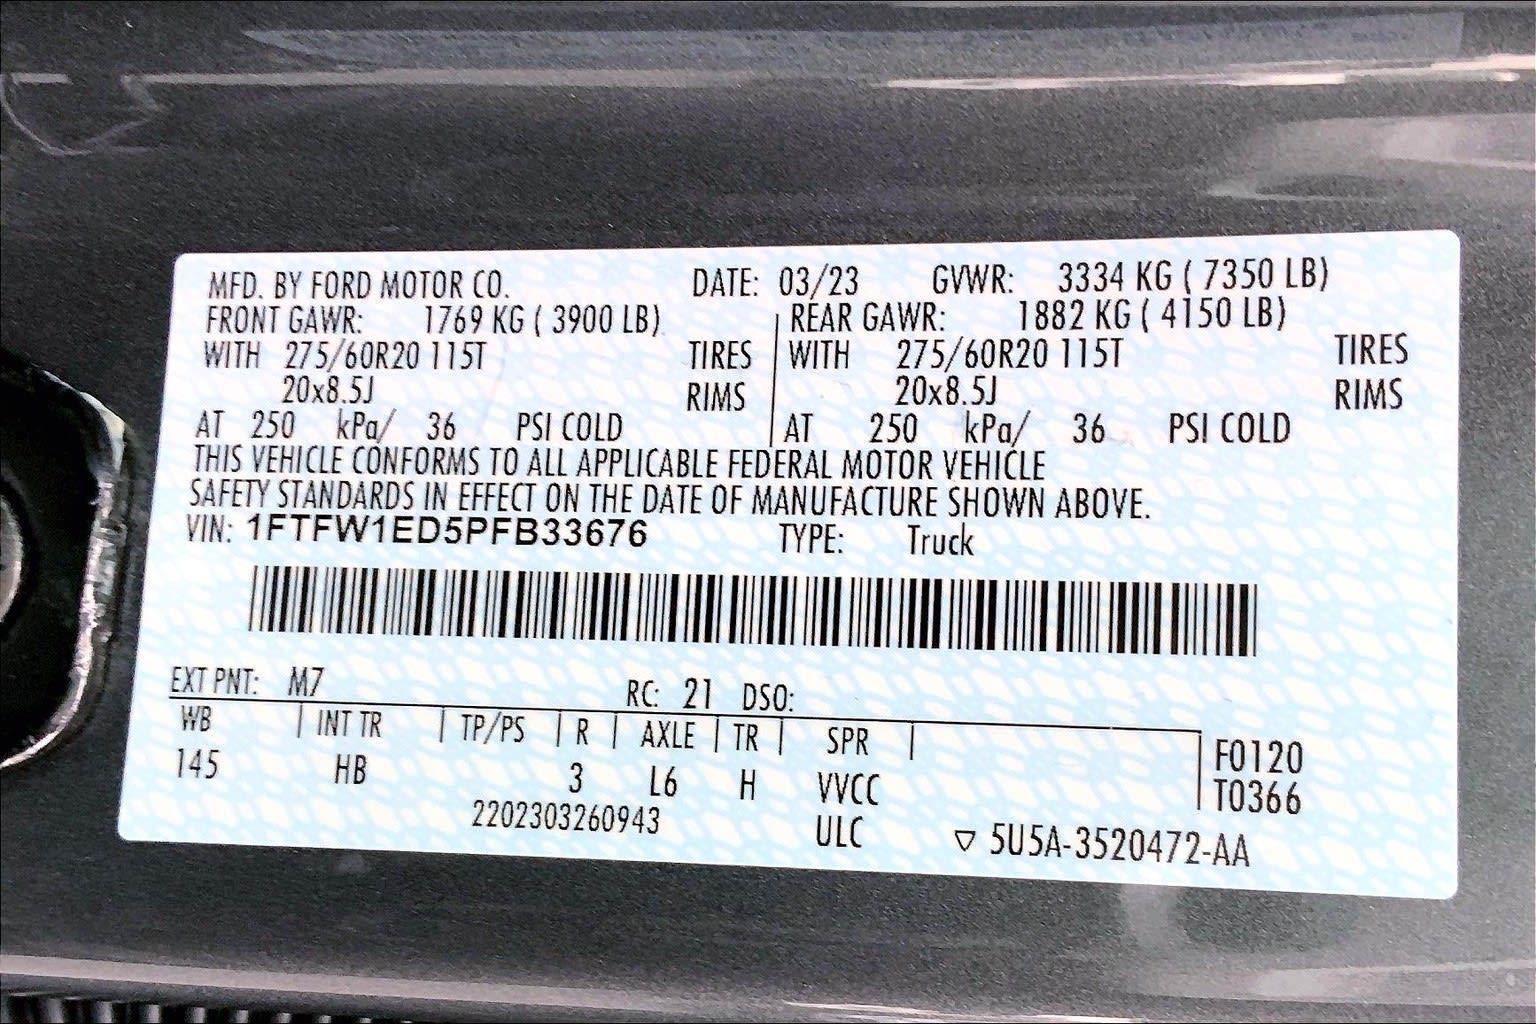 MFD. BY FORD MOTOR CO. DATE: 03/23 GVWR: 3334 KG ( 7350 LB)
FRONT GAWR: 1769 KG ( 3900 LB) REAR GAWR: 1882 KG ( 4150 LB)
WITH 275/60R20 115T TIRES WITH 275/60R20 115T TIRES
20x8.5J RIMS 20x8.5J RIMS
AT 250 kPa/ 36 PSI COLD AT 250 kPa/ 36 PSI COLD
THIS VEHICLE CONFORMS TO ALL APPLICABLE FEDERAL MOTOR VEHICLE
SAFETY STANDARDS IN EFFECT ON THE DATE OF MANUFACTURE SHOWN ABOVE.
VIN: 1FTFW1ED5PFB33676 TYPE: Truck
EXT PNT: M7 RC: 21 DSO:
WB INT TR TP/PS R AXLE TR SPR F0120
145 HB 3 L6 H VVCC T0366
2202303260943 ULC ▽ 5U5A-3520472-AA